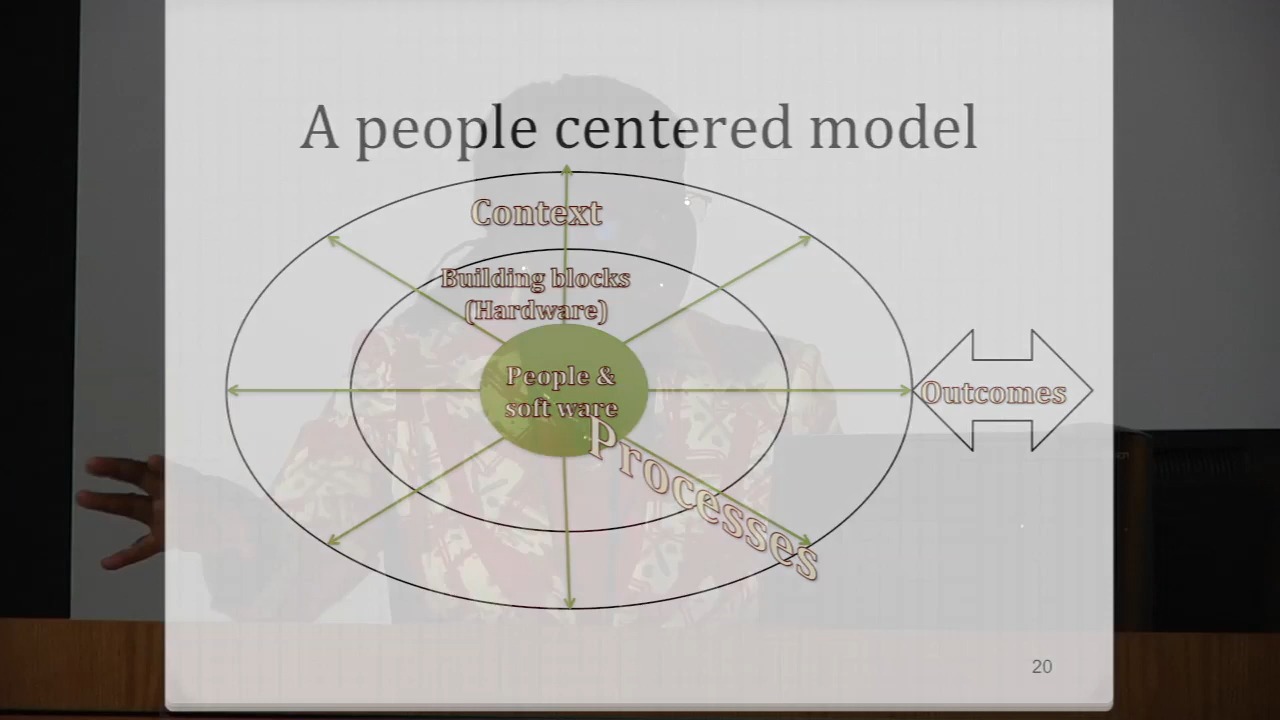 A people centered model
Context
Building blocks
(Hardware)
People &
soft ware
Processes
Outcomes
20